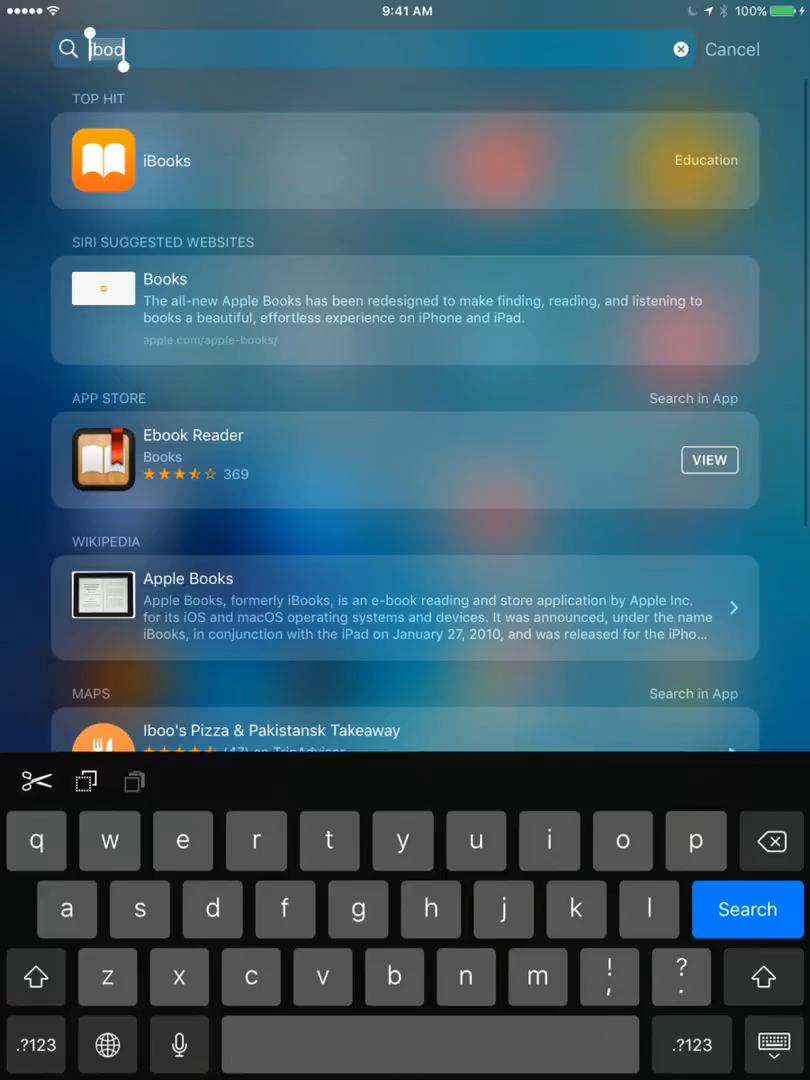 9:41 AM
100%
iboo
Cancel
TOP HIT
iBooks
Education
SIRI SUGGESTED WEBSITES
Books
The all-new Apple Books has been redesigned to make finding, reading, and listening to
books a beautiful, effortless experience on iPhone and iPad.
apple.com/apple-books/
APP STORE
Search in App
Ebook Reader
Books
369
VIEW
WIKIPEDIA
Apple Books
Apple Books, formerly iBooks, is an e-book reading and store application by Apple Inc.
for its iOS and macOS operating systems and devices. It was announced, under the name
iBooks, in conjunction with the iPad on January 27, 2010, and was released for the iPho...
MAPS
Search in App
Iboo's Pizza & Pakistansk Takeaway
(47) on TripAdvisor
q w e r t y u i o p
a s d f g h j k l Search
z x c v b n m ! , ? .
.?123 .?123